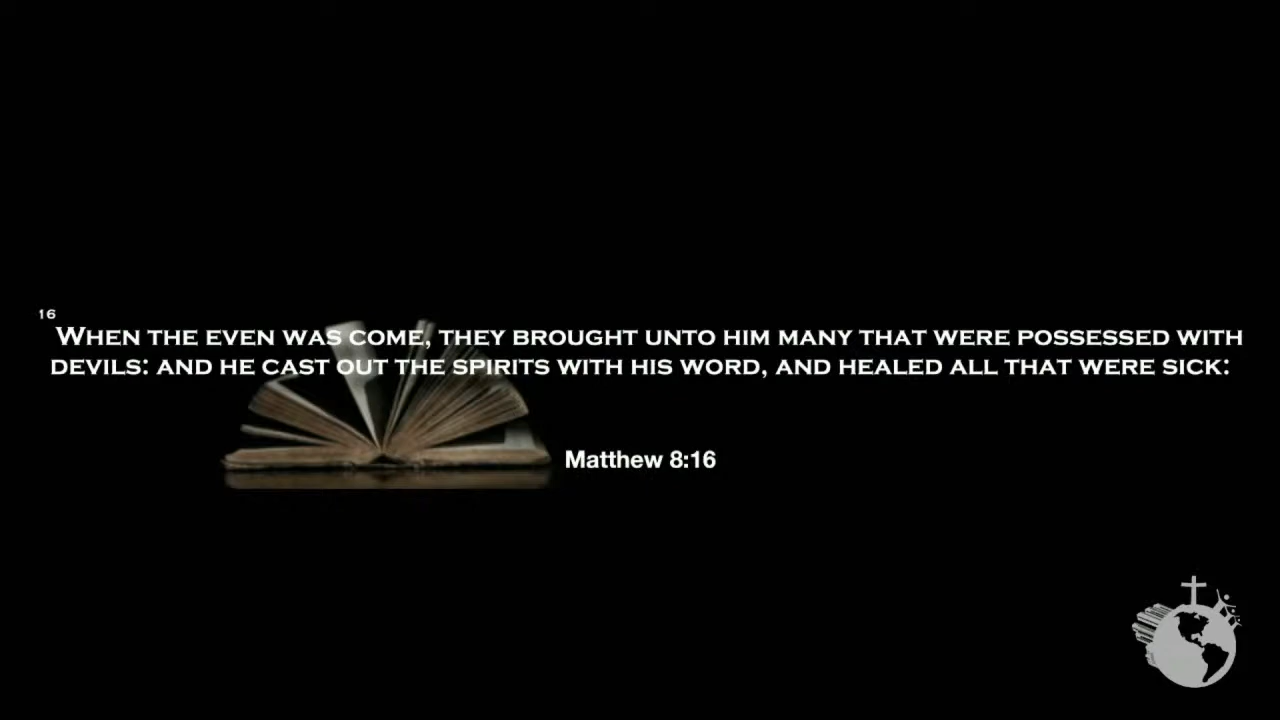 16
When the even was come, they brought unto him many that were possessed with
devils: and he cast out the spirits with his word, and healed all that were sick:
Matthew 8:16